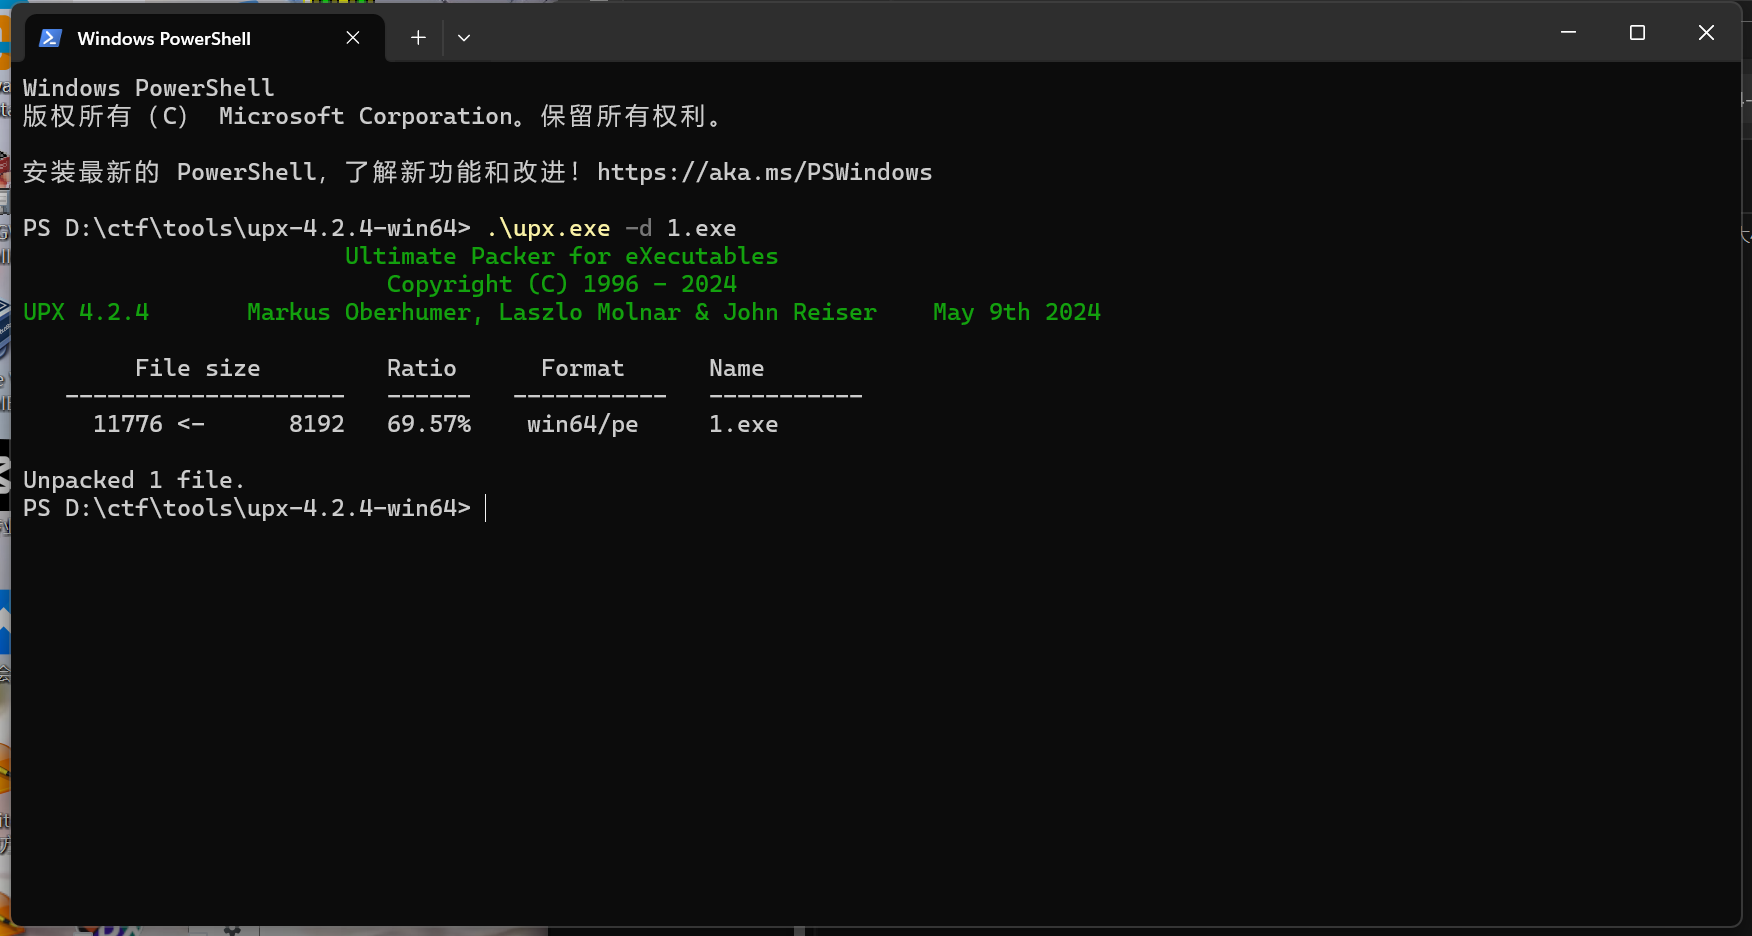 Windows PowerShell
Windows PowerShell
版权所有 (C) Microsoft Corporation。保留所有权利。
安装最新的 PowerShell，了解新功能和改进！https://aka.ms/PSWindows
PS D:\ctf\tools\upx-4.2.4-win64> .\upx.exe -d 1.exe
Ultimate Packer for eXecutables
Copyright (C) 1996 - 2024
UPX 4.2.4 Markus Oberhumer, Laszlo Molnar & John Reiser May 9th 2024
File size Ratio Format Name
-------------------- ------ ----------- -----------
11776 <- 8192 69.57% win64/pe 1.exe
Unpacked 1 file.
PS D:\ctf\tools\upx-4.2.4-win64>